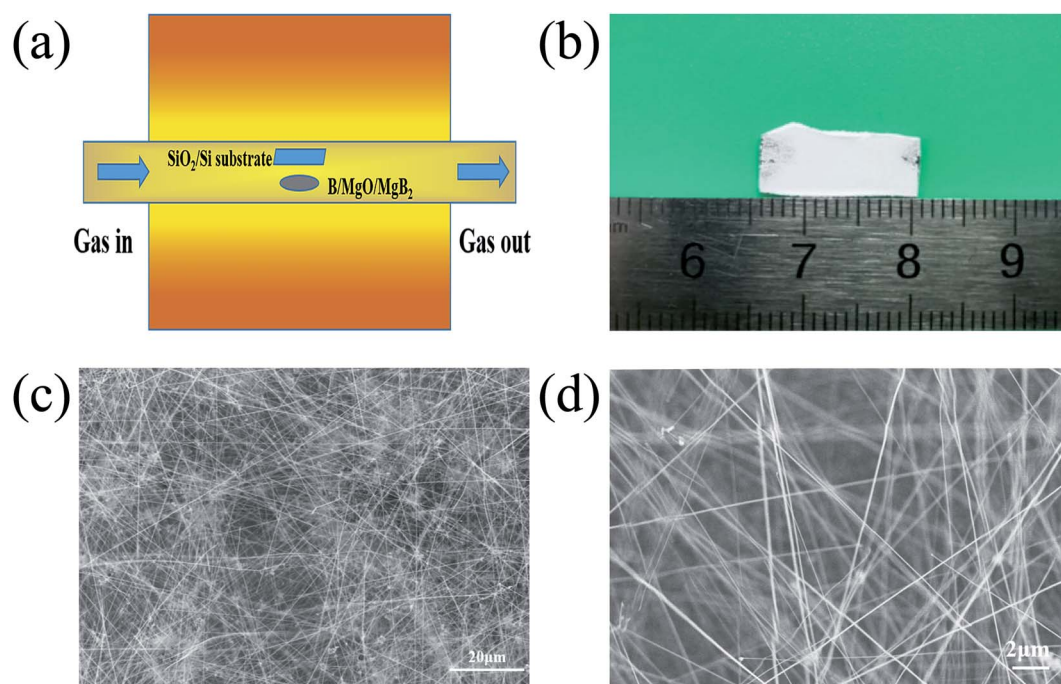 (a)
SiO₂/Si substrate
B/MgO/MgB₂
Gas in
Gas out
(b)
6 7 8 9
(c)
20μm
(d)
2μm